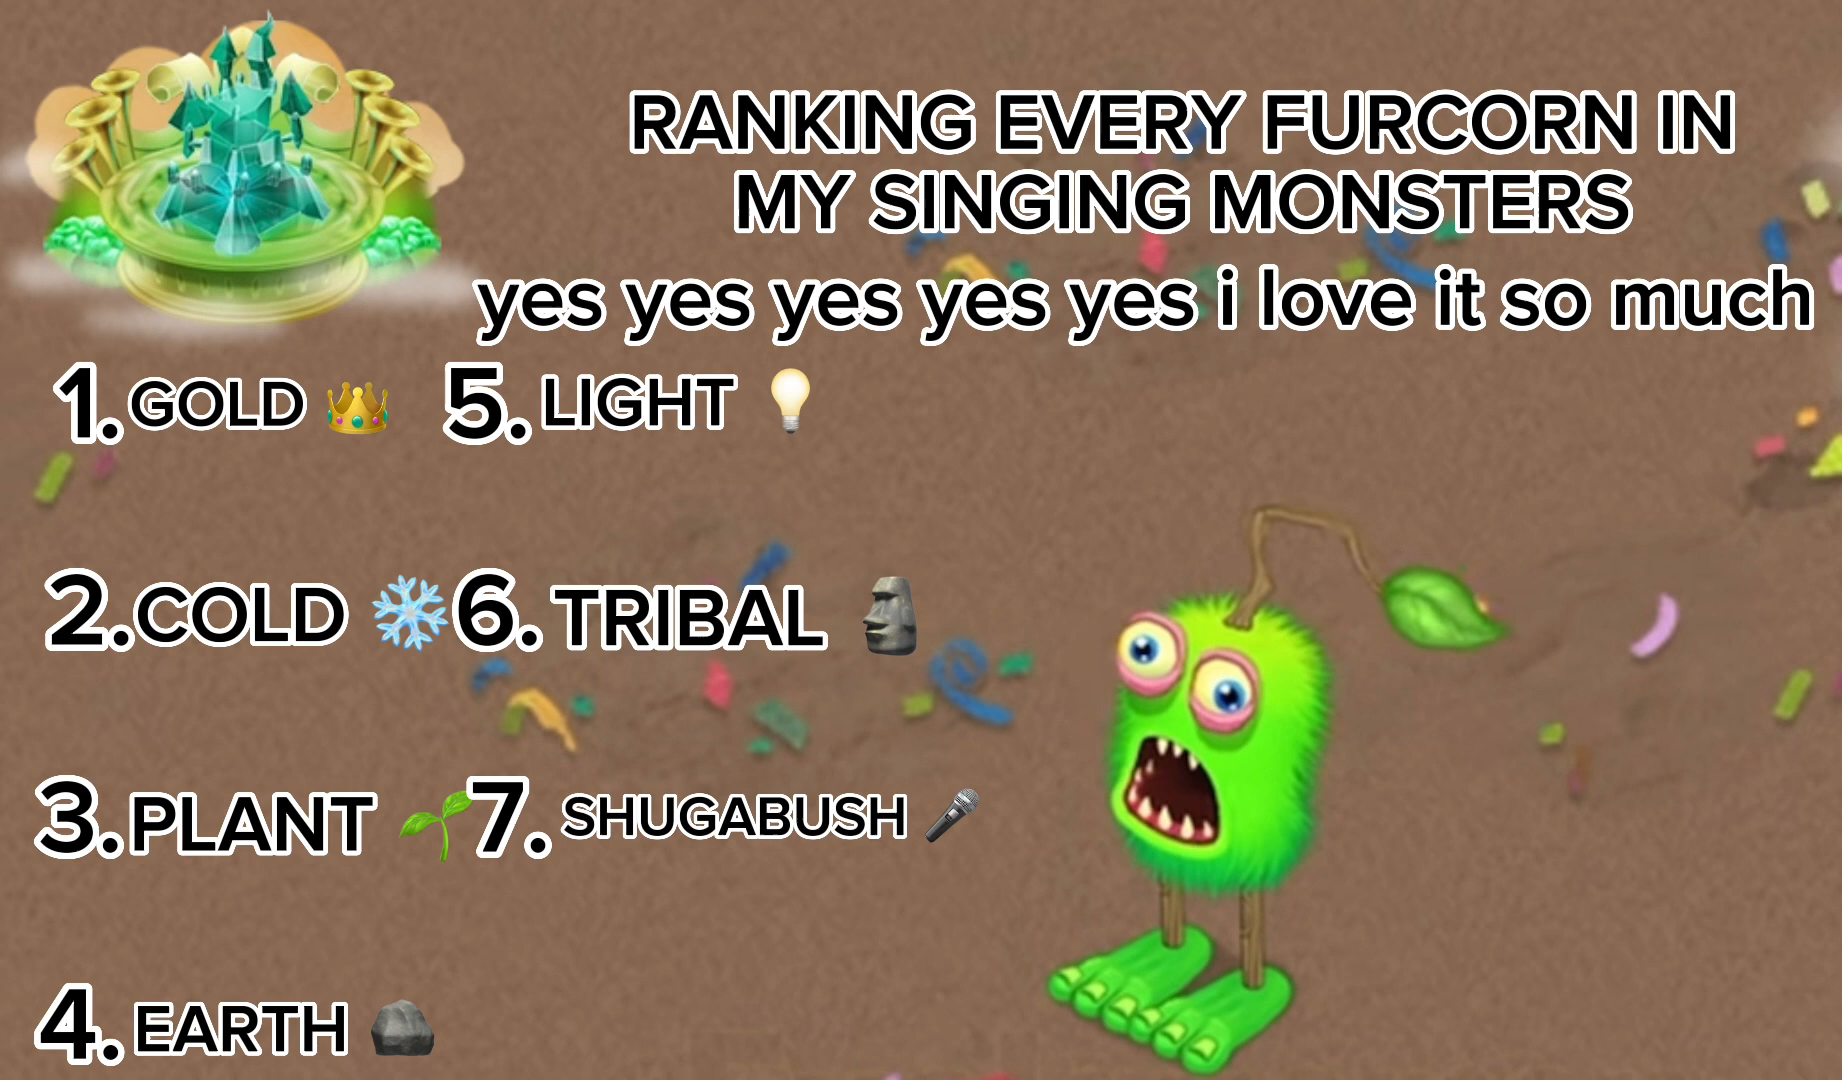 RANKING EVERY FURCORN IN
MY SINGING MONSTERS
yes yes yes yes yes i love it so much
1. GOLD 👑
2. COLD ❄️
3. PLANT 🌱
4. EARTH 🪨
5. LIGHT 💡
6. TRIBAL 🗿
7. SHUGABUSH 🎤